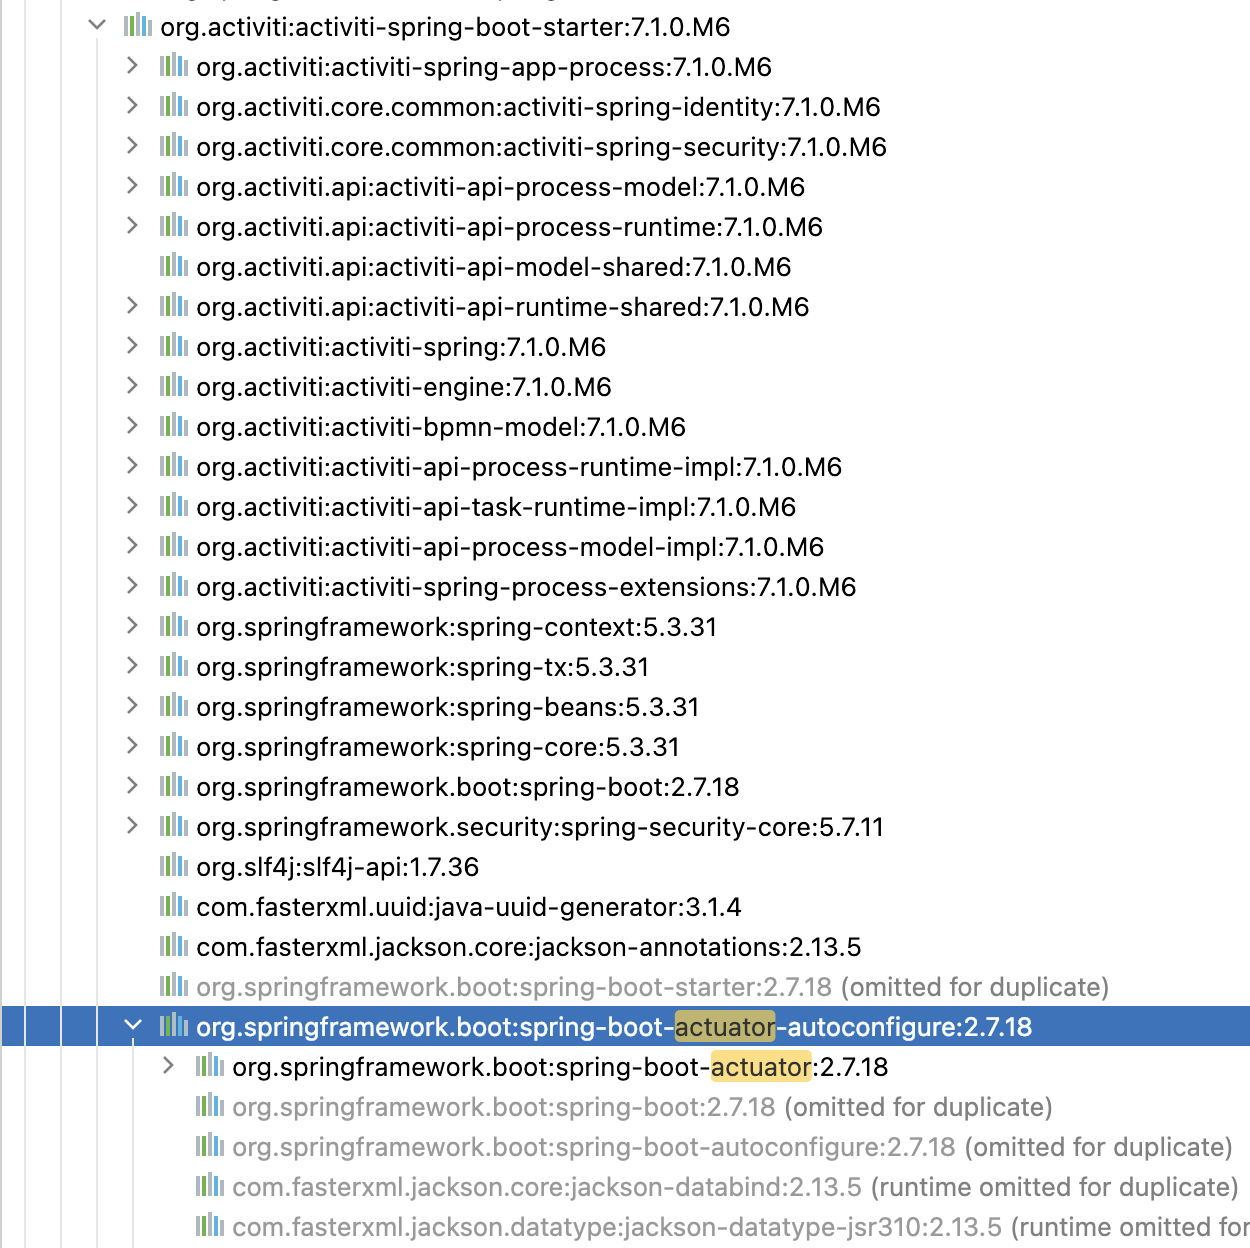 org.activiti:activiti-spring-boot-starter:7.1.0.M6
org.activiti:activiti-spring-app-process:7.1.0.M6
org.activiti.core.common:activiti-spring-identity:7.1.0.M6
org.activiti.core.common:activiti-spring-security:7.1.0.M6
org.activiti.api:activiti-api-process-model:7.1.0.M6
org.activiti.api:activiti-api-process-runtime:7.1.0.M6
org.activiti.api:activiti-api-model-shared:7.1.0.M6
org.activiti.api:activiti-api-runtime-shared:7.1.0.M6
org.activiti:activiti-spring:7.1.0.M6
org.activiti:activiti-engine:7.1.0.M6
org.activiti:activiti-bpmn-model:7.1.0.M6
org.activiti:activiti-api-process-runtime-impl:7.1.0.M6
org.activiti:activiti-api-task-runtime-impl:7.1.0.M6
org.activiti:activiti-api-process-model-impl:7.1.0.M6
org.activiti:activiti-spring-process-extensions:7.1.0.M6
org.springframework:spring-context:5.3.31
org.springframework:spring-tx:5.3.31
org.springframework:spring-beans:5.3.31
org.springframework:spring-core:5.3.31
org.springframework.boot:spring-boot:2.7.18
org.springframework.security:spring-security-core:5.7.11
org.slf4j:slf4j-api:1.7.36
com.fasterxml.uuid:java-uuid-generator:3.1.4
com.fasterxml.jackson.core:jackson-annotations:2.13.5
org.springframework.boot:spring-boot-starter:2.7.18 (omitted for duplicate)
org.springframework.boot:spring-boot-actuator-autoconfigure:2.7.18
org.springframework.boot:spring-boot-actuator:2.7.18
org.springframework.boot:spring-boot:2.7.18 (omitted for duplicate)
org.springframework.boot:spring-boot-autoconfigure:2.7.18 (omitted for duplicate)
com.fasterxml.jackson.core:jackson-databind:2.13.5 (runtime omitted for duplicate)
com.fasterxml.jackson.datatype:jackson-datatype-jsr310:2.13.5 (runtime omitted for